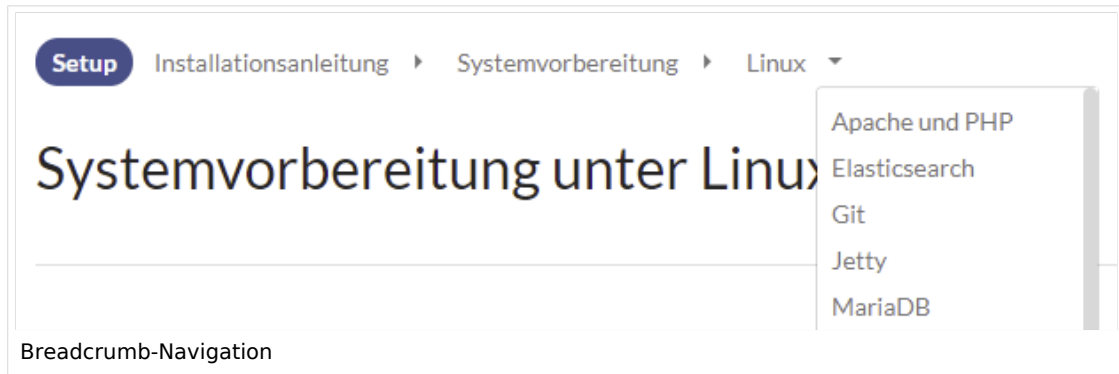 Setup Installationsanleitung Systemvorbereitung Linux
Apache und PHP
Systemvorbereitung unter Linux
Elasticsearch
Git
Jetty
MariaDB
Breadcrumb-Navigation